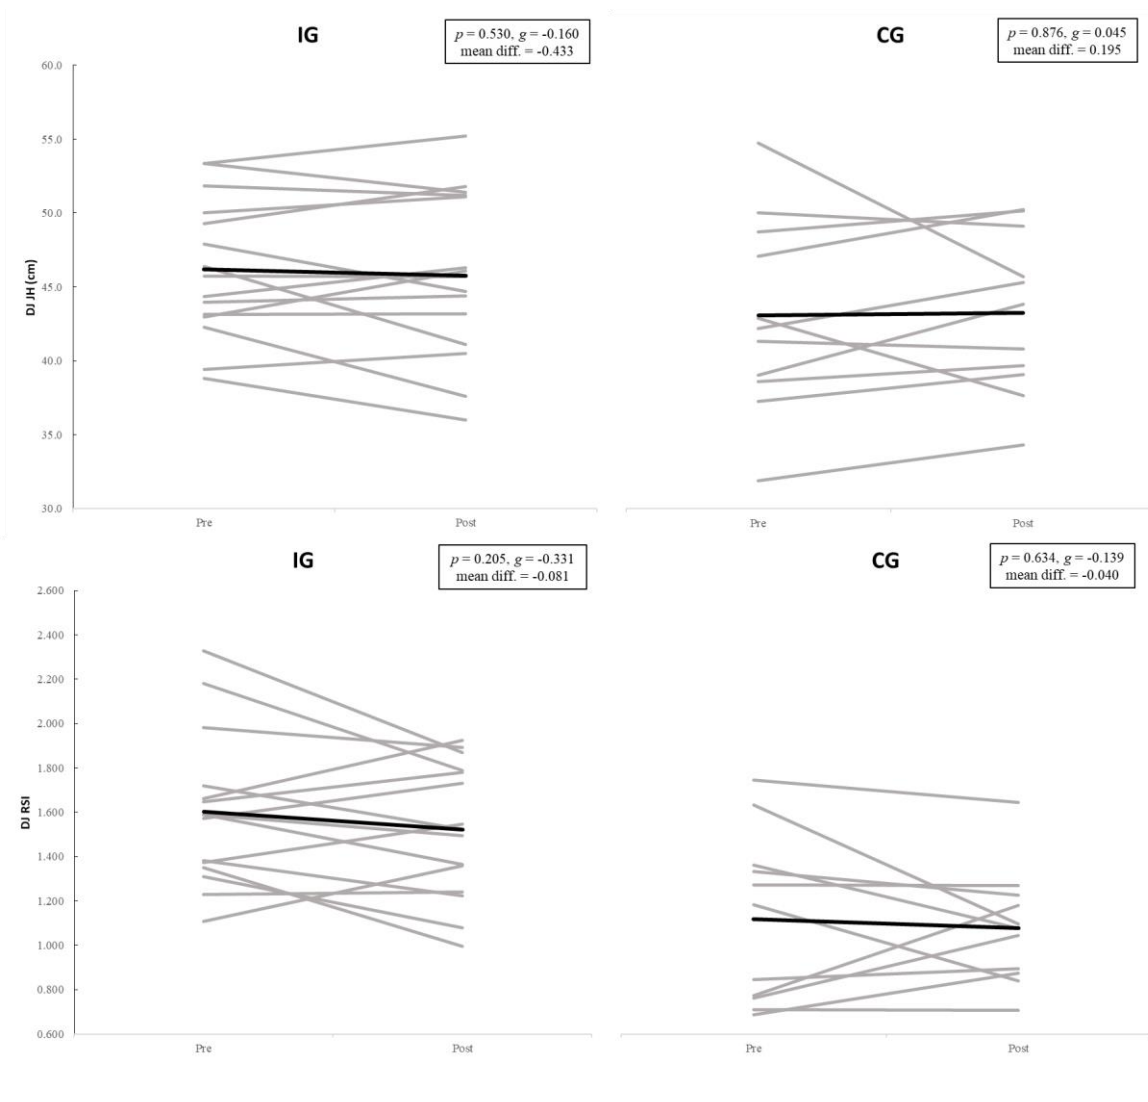 IG
p = 0.530, g = -0.160
mean diff. = -0.433
CG
p = 0.876, g = 0.045
mean diff. = 0.195
DJ JH (cm)
60.0
55.0
50.0
45.0
40.0
35.0
30.0
Pre
Post
Pre
Post
IG
p = 0.205, g = -0.331
mean diff. = -0.081
CG
p = 0.634, g = -0.139
mean diff. = -0.040
DJ RSI
2.600
2.400
2.200
2.000
1.800
1.600
1.400
1.200
1.000
0.800
0.600
Pre
Post
Pre
Post